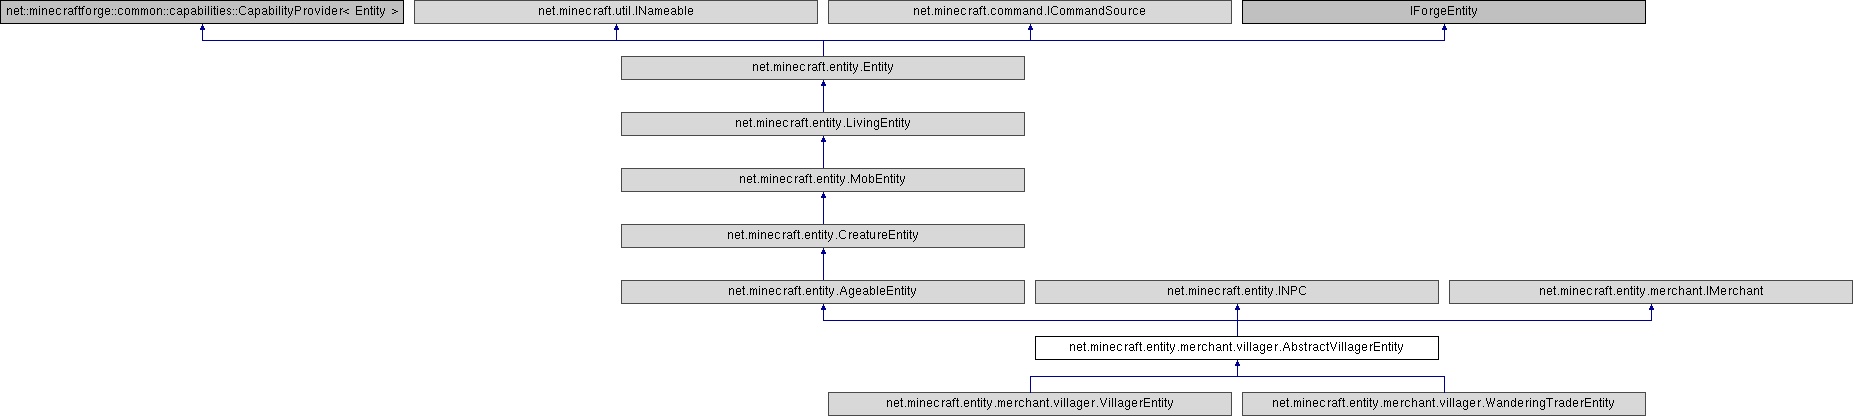 net::minecraftforge::common::capabilities::CapabilityProvider< Entity >
net.minecraft.util.INameable
net.minecraft.command.ICommandSource
IForgeEntity
net.minecraft.entity.Entity
net.minecraft.entity.LivingEntity
net.minecraft.entity.MobEntity
net.minecraft.entity.CreatureEntity
net.minecraft.entity.AgeableEntity
net.minecraft.entity.INPC
net.minecraft.entity.merchant.IMerchant
net.minecraft.entity.merchant.villager.AbstractVillagerEntity
net.minecraft.entity.merchant.villager.VillagerEntity
net.minecraft.entity.merchant.villager.WanderingTraderEntity